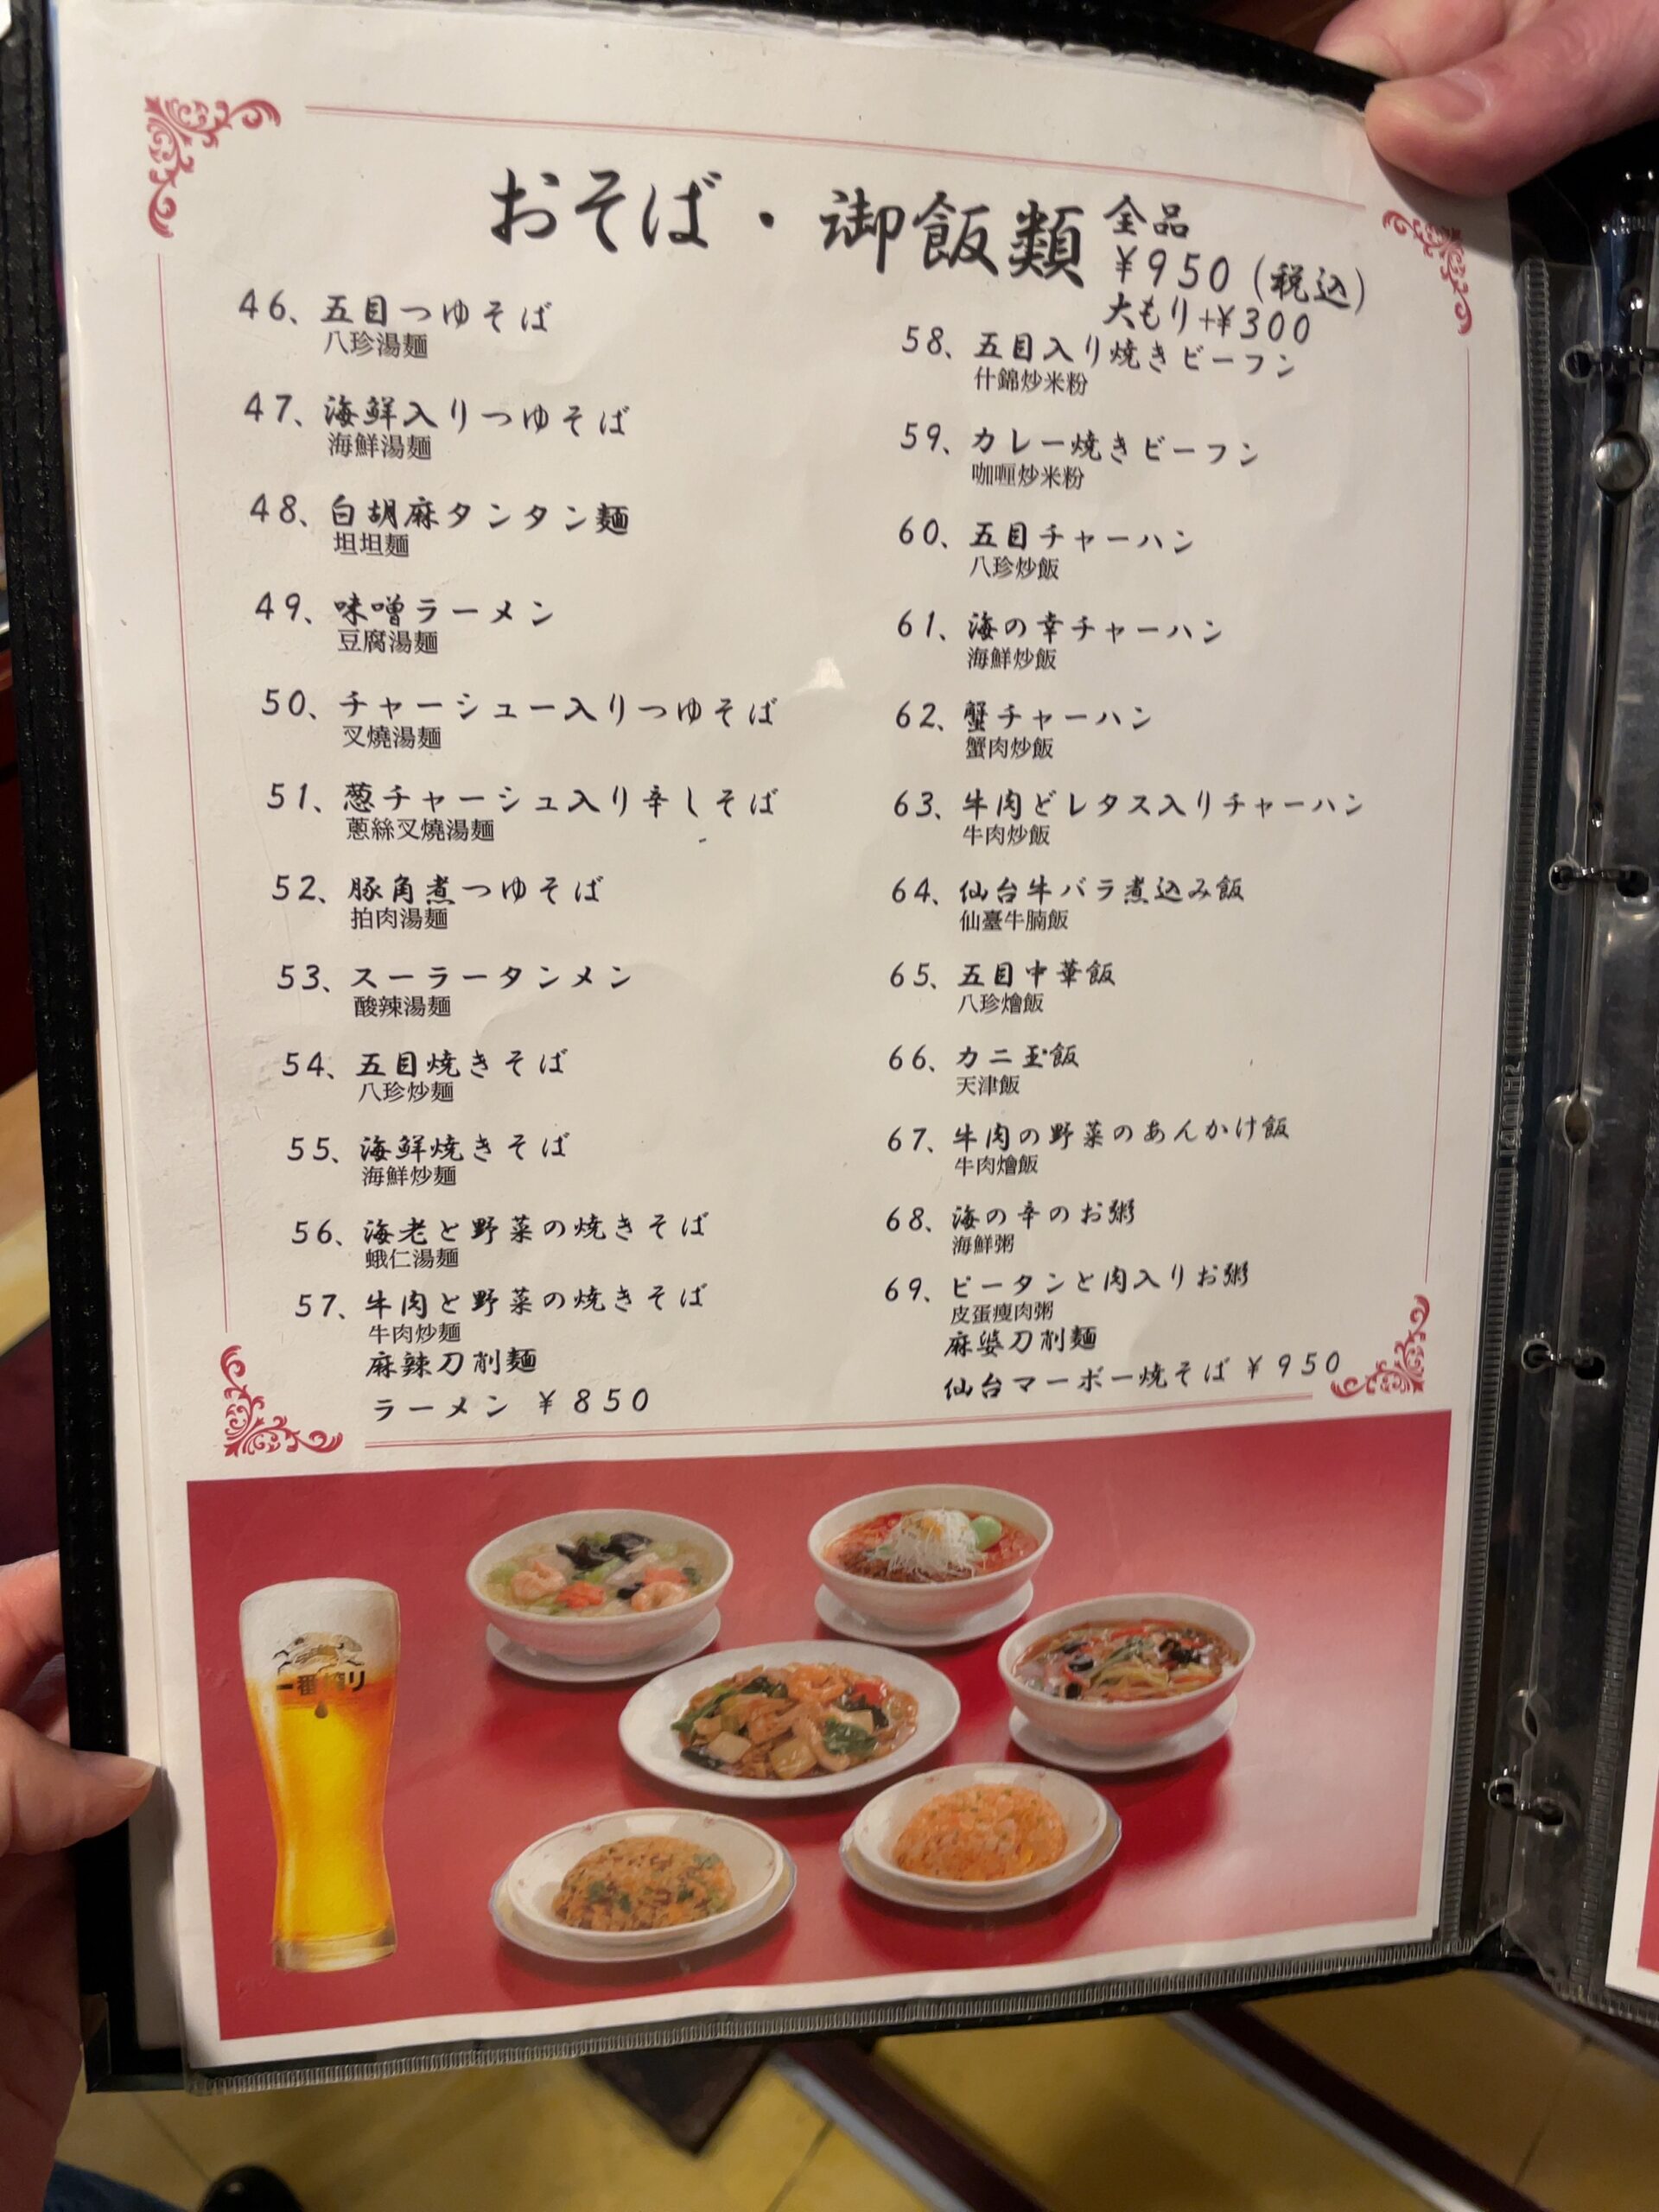 おそば・御飯類
全品
¥950(税込)
大もり+¥300
46、五目つゆそば
八珍湯麺
47、海鮮入りつゆそば
海鮮湯麺
48、白胡麻タンタン麺
坦坦麺
49、味噌ラーメン
豆腐湯麺
50、チャーシュー入りつゆそば
叉焼湯麺
51、葱チャーシュ入り辛しそば
蔥絲叉燒湯麺
52、豚角煮つゆそば
拍肉湯麺
53、スーラータンメン
酸辣湯麺
54、五目焼きそば
八珍炒麺
55、海鮮焼きそば
海鮮炒麺
56、海老と野菜の焼きそば
蛾仁湯麺
57、牛肉と野菜の焼きそば
牛肉炒麺
麻辣刀削麺
ラーメン ¥850
58、五目入り焼きビーフン
什錦炒米粉
59、カレー焼きビーフン
咖喱炒米粉
60、五目チャーハン
八珍炒飯
61、海の幸チャーハン
海鮮炒飯
62、蟹チャーハン
蟹肉炒飯
63、牛肉どレタス入りチャーハン
牛肉炒飯
64、仙台牛バラ煮込み飯
仙臺牛腩飯
65、五目中華飯
八珍燴飯
66、カニ玉飯
天津飯
67、牛肉の野菜のあんかけ飯
牛肉燴飯
68、海の辛のお粥
海鮮粥
69、ピータンと肉入りお粥
皮蛋瘦肉粥
麻婆刀削麺
仙台マーボー焼そば ¥950
一番搾り